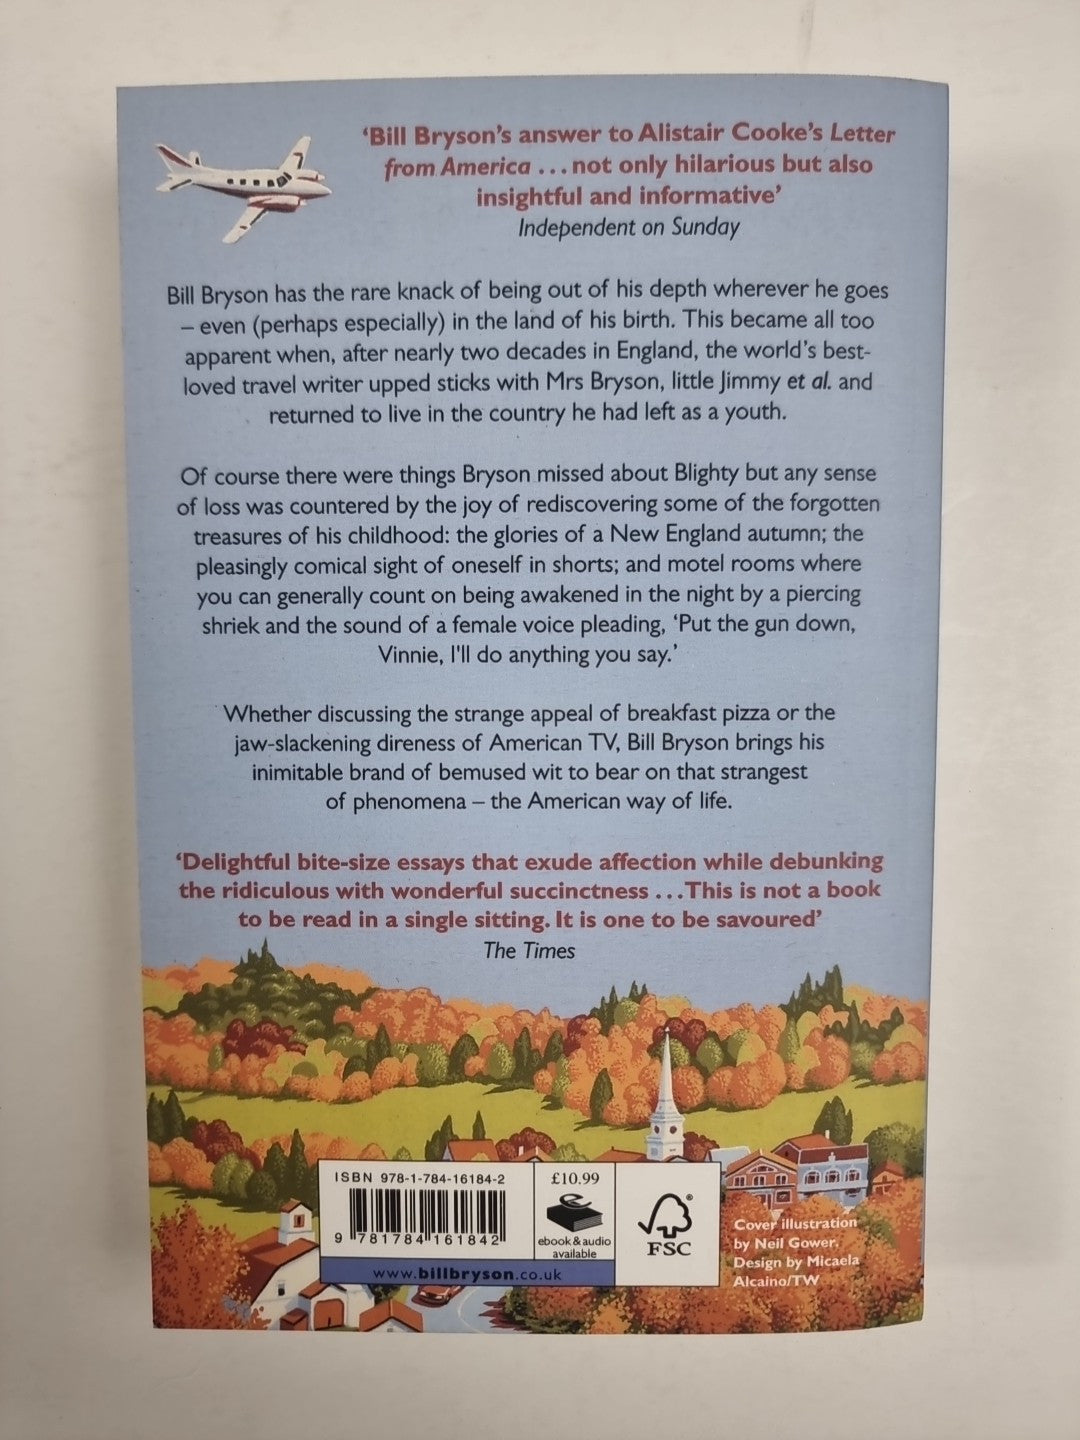 ‘Bill Bryson’s answer to Alistair Cooke’s Letter
from America . . . not only hilarious but also
insightful and informative’
Independent on Sunday
Bill Bryson has the rare knack of being out of his depth wherever he goes
– even (perhaps especially) in the land of his birth. This became all too
apparent when, after nearly two decades in England, the world’s best-
loved travel writer upped sticks with Mrs Bryson, little Jimmy et al. and
returned to live in the country he had left as a youth.
Of course there were things Bryson missed about Blighty but any sense
of loss was countered by the joy of rediscovering some of the forgotten
treasures of his childhood: the glories of a New England autumn; the
pleasingly comical sight of oneself in shorts; and motel rooms where
you can generally count on being awakened in the night by a piercing
shriek and the sound of a female voice pleading, ‘Put the gun down,
Vinnie, I'll do anything you say.’
Whether discussing the strange appeal of breakfast pizza or the
jaw-slackening direness of American TV, Bill Bryson brings his
inimitable brand of bemused wit to bear on that strangest
of phenomena – the American way of life.
‘Delightful bite-size essays that exude affection while debunking
the ridiculous with wonderful succinctness . . . This is not a book
to be read in a single sitting. It is one to be savoured’
The Times
ISBN 978-1-784-16184-2
9 781784 161842
£10.99
ebook & audio
available
FSC
®
www.billbryson.co.uk
Cover illustration
by Neil Gower.
Design by Micaela
Alcaino/TW